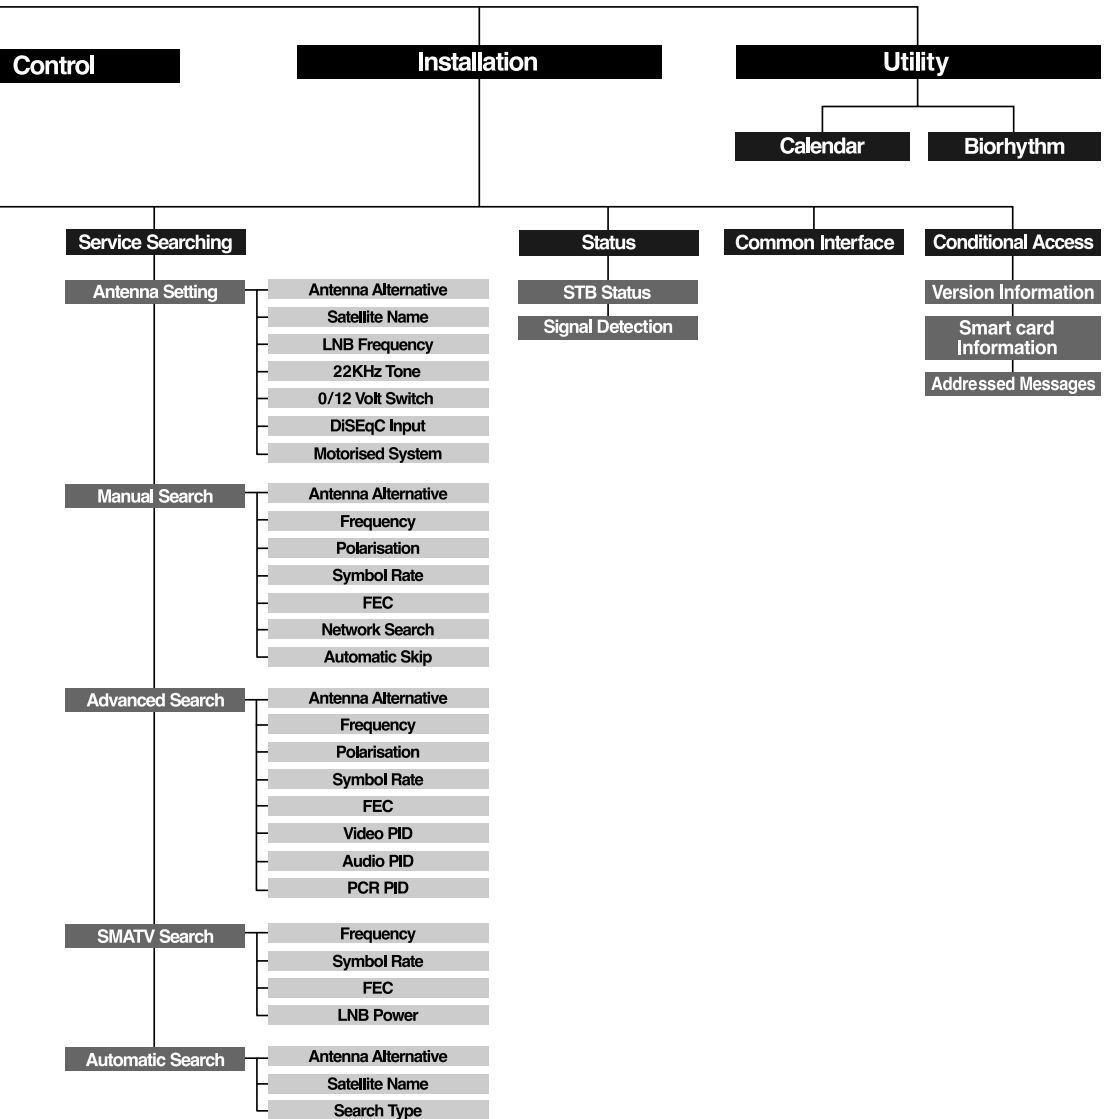 Control
Installation
Utility
Calendar
Biorhythm
Service Searching
Status
Common Interface
Conditional Access
Antenna Setting
Antenna Alternative
Satellite Name
LNB Frequency
22KHz Tone
0/12 Volt Switch
DiSEqC Input
Motorised System
STB Status
Signal Detection
Version Information
Smart card
Information
Addressed Messages
Manual Search
Antenna Alternative
Frequency
Polarisation
Symbol Rate
FEC
Network Search
Automatic Skip
Advanced Search
Antenna Alternative
Frequency
Polarisation
Symbol Rate
FEC
Video PID
Audio PID
PCR PID
SMATV Search
Frequency
Symbol Rate
FEC
LNB Power
Automatic Search
Antenna Alternative
Satellite Name
Search Type